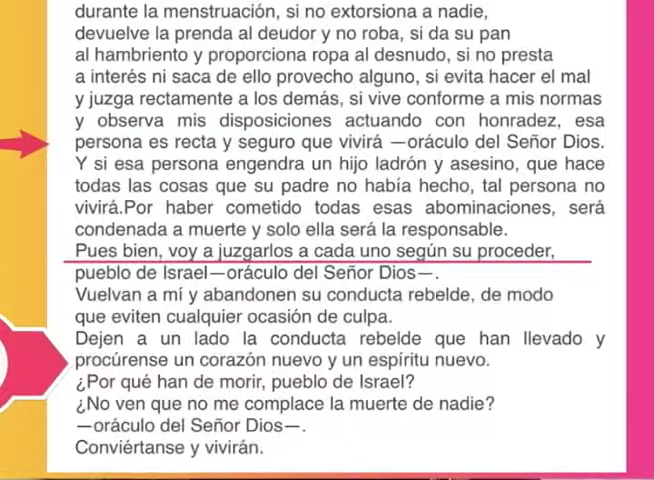 durante la menstruación, si no extorsiona a nadie,
devuelve la prenda al deudor y no roba, si da su pan
al hambriento y proporciona ropa al desnudo, si no presta
a interés ni saca de ello provecho alguno, si evita hacer el mal
y juzga rectamente a los demás, si vive conforme a mis normas
y observa mis disposiciones actuando con honradez, esa
persona es recta y seguro que vivirá —oráculo del Señor Dios.
Y si esa persona engendra un hijo ladrón y asesino, que hace
todas las cosas que su padre no había hecho, tal persona no
vivirá.Por haber cometido todas esas abominaciones, será
condenada a muerte y solo ella será la responsable.
Pues bien, voy a juzgarlos a cada uno según su proceder,
pueblo de Israel—oráculo del Señor Dios—.
Vuelvan a mí y abandonen su conducta rebelde, de modo
que eviten cualquier ocasión de culpa.
Dejen a un lado la conducta rebelde que han llevado y
procúrense un corazón nuevo y un espíritu nuevo.
¿Por qué han de morir, pueblo de Israel?
¿No ven que no me complace la muerte de nadie?
—oráculo del Señor Dios—.
Conviértanse y vivirán.